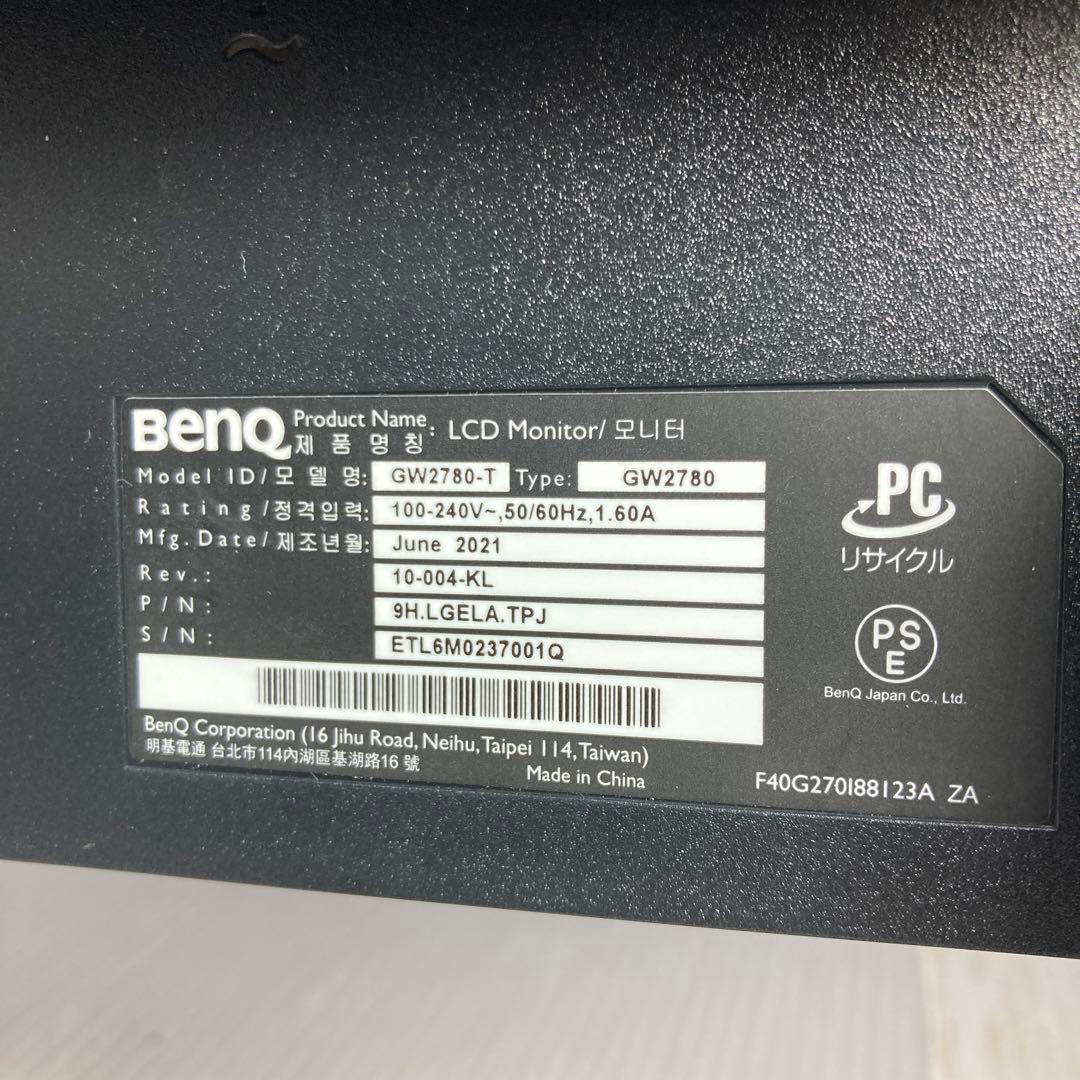 BenQ
Product Name : LCD Monitor/모니터
제 품 명 칭
Model ID/모 델 명: GW2780-T Type: GW2780
Rating/정격입력: 100-240V~,50/60Hz,1.60A
Mfg. Date/제조년월: June 2021
Rev.: 10-004-KL
P/N: 9H.LGELA.TPJ
S/N: ETL6M0237001Q
BenQ Corporation (16 Jihu Road, Neihu, Taipei 114, Taiwan)
明基電通 台北市114內湖區基湖路16 號
Made in China
PC
リサイクル
PS
E
BenQ Japan Co., Ltd.
F40G270I88123A ZA